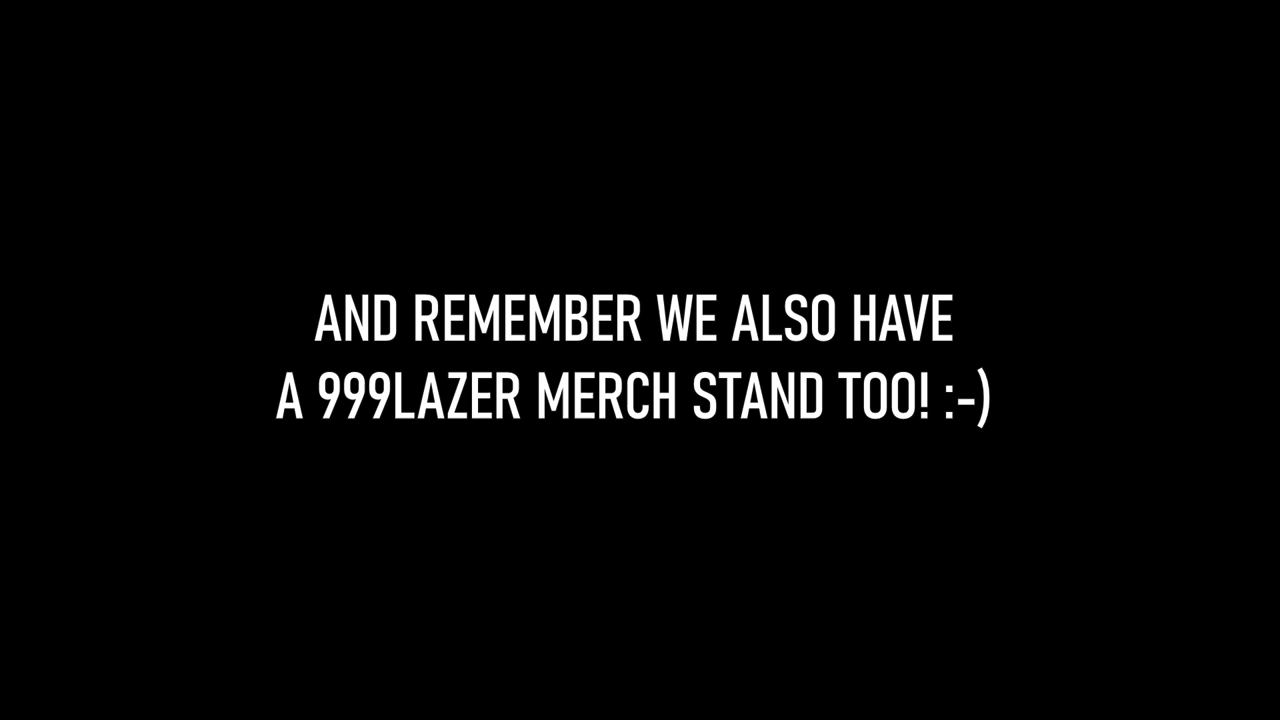 AND REMEMBER WE ALSO HAVE
A 999LAZER MERCH STAND TOO! :-)